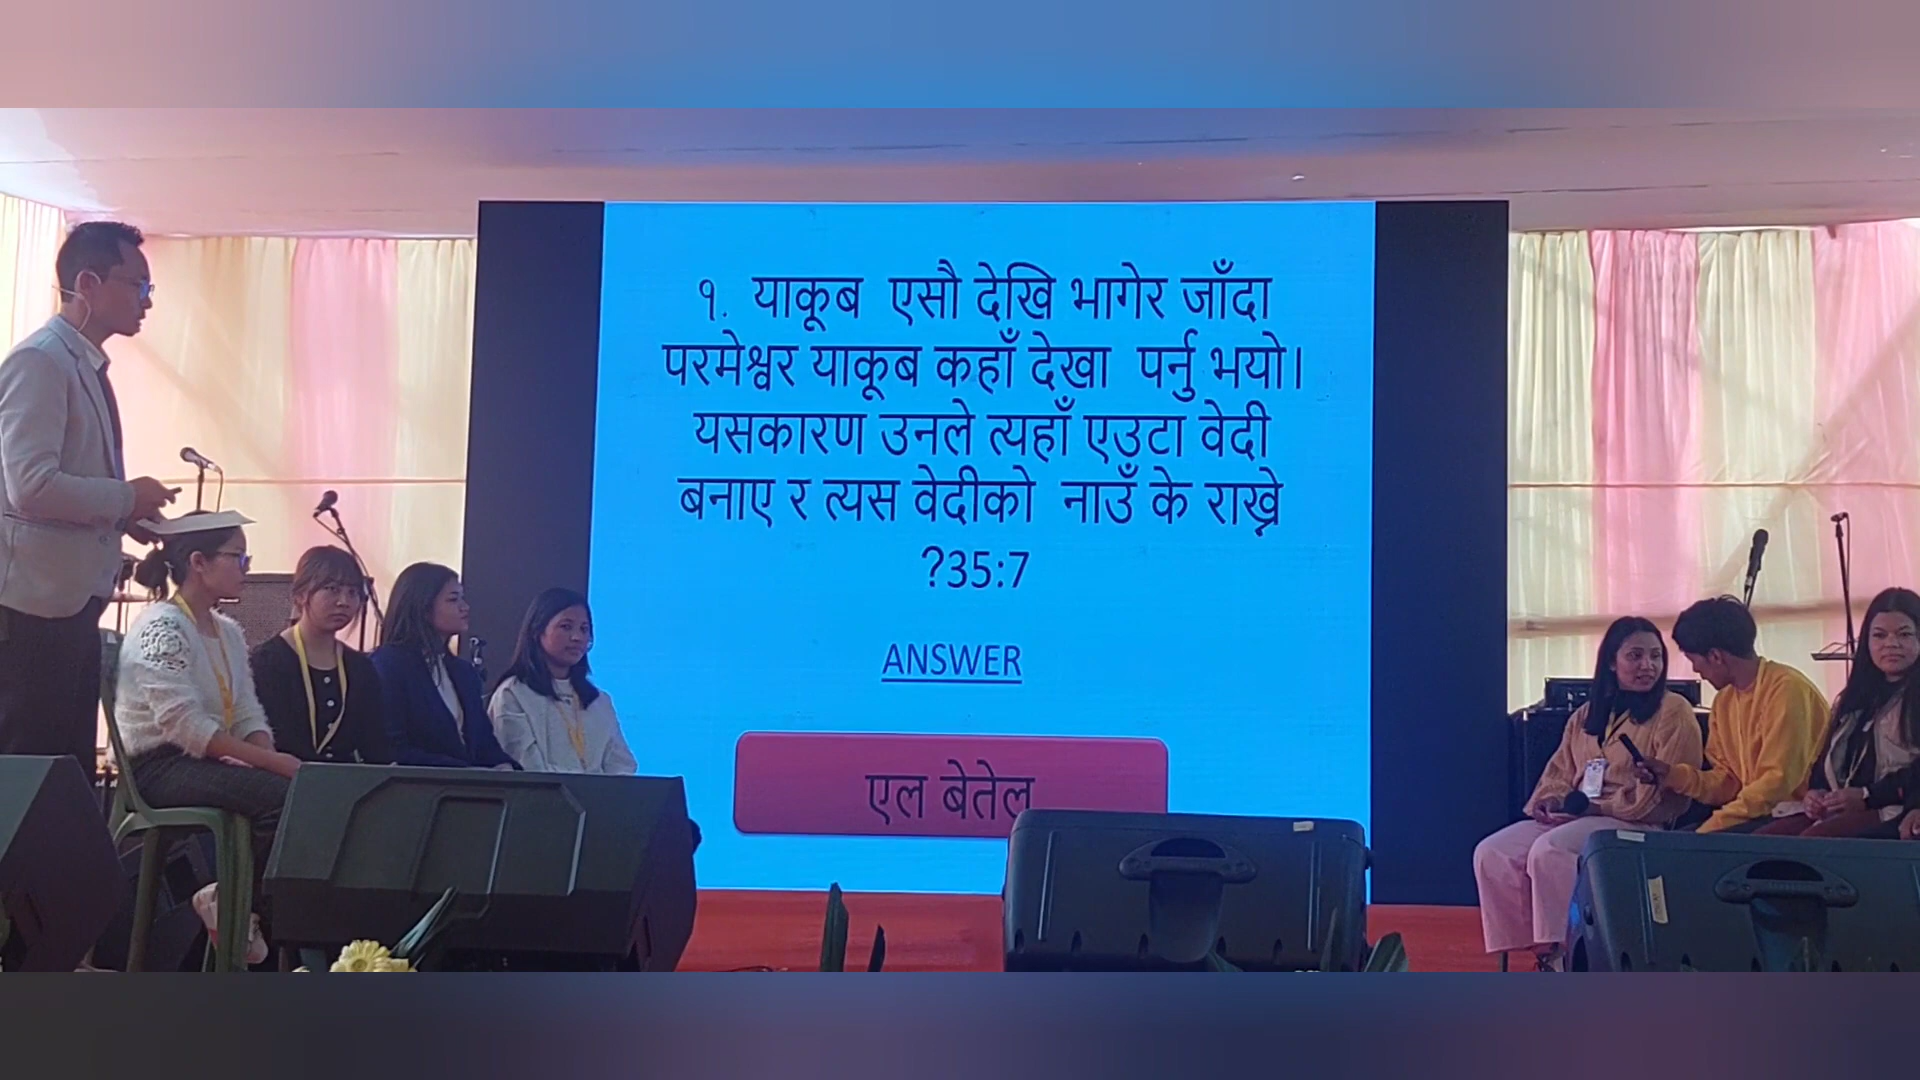 १. याकूब एसौ देखि भागेर जाँदा
परमेश्वर याकूब कहाँ देखा पर्नु भयो।
यसकारण उनले त्यहाँ एउटा वेदी
बनाए र त्यस वेदीको नाउँ के राख्ने
?35:7
ANSWER
एल बेतेल